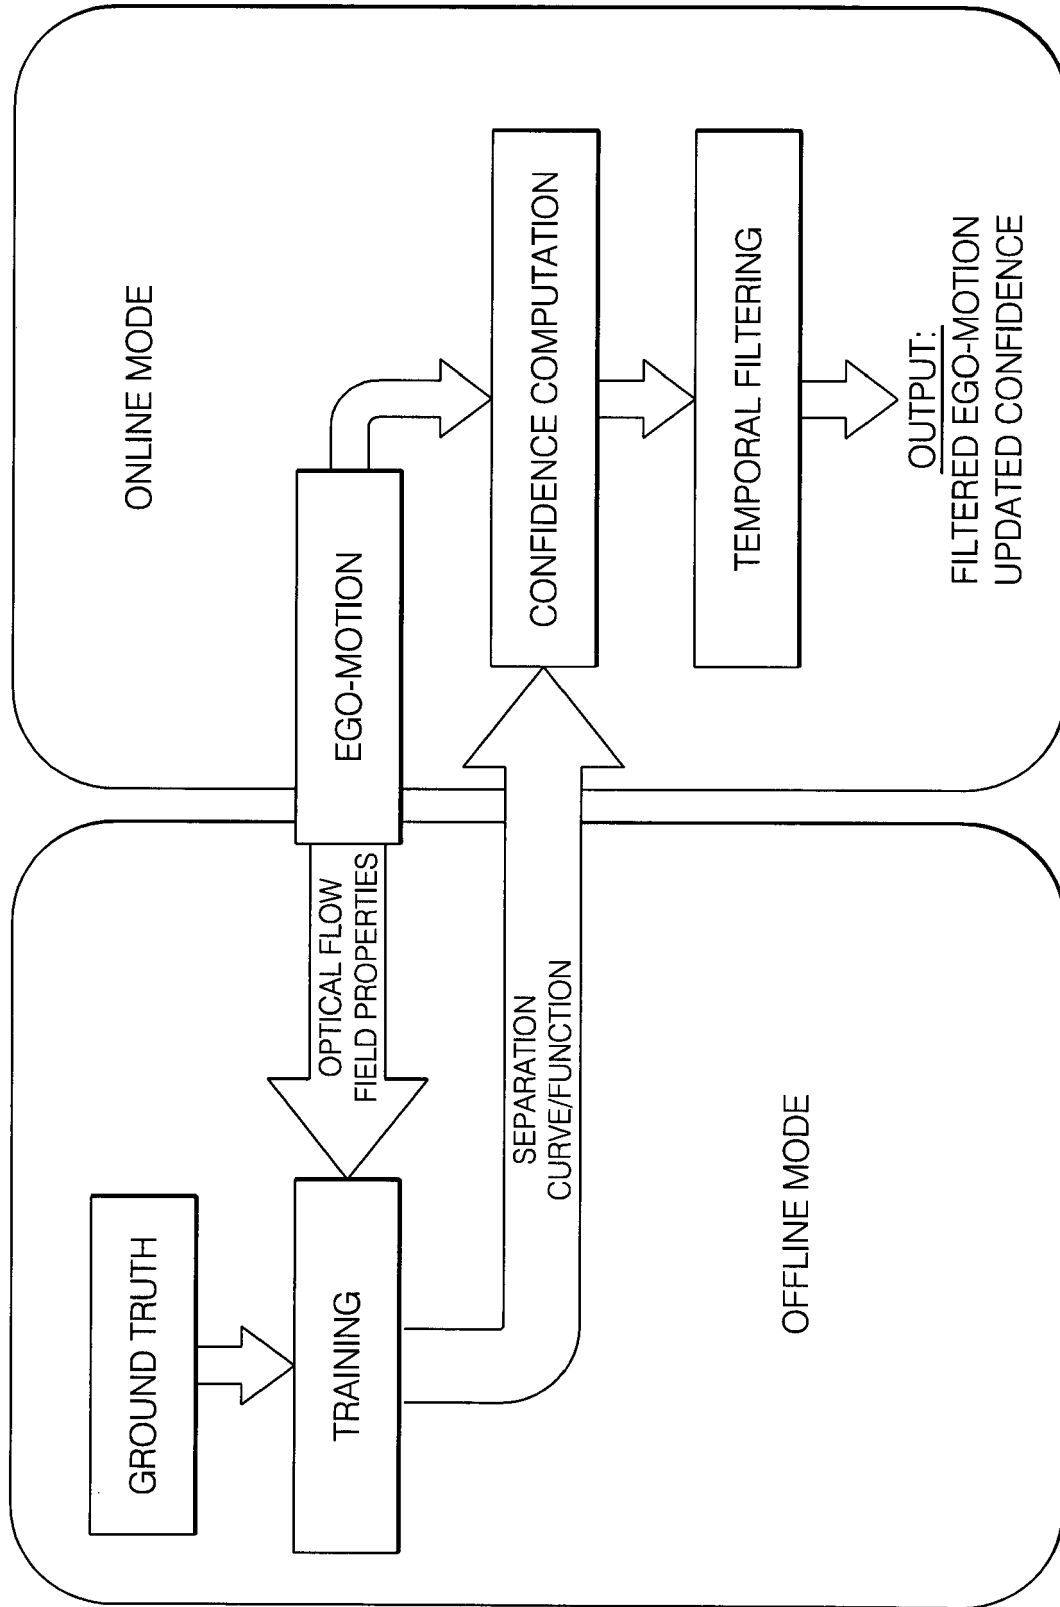 GROUND TRUTH
TRAINING
OPTICAL FLOW
FIELD PROPERTIES
SEPARATION
CURVE/FUNCTION
OFFLINE MODE
ONLINE MODE
EGO-MOTION
CONFIDENCE COMPUTATION
TEMPORAL FILTERING
OUTPUT:
FILTERED EGO-MOTION
UPDATED CONFIDENCE